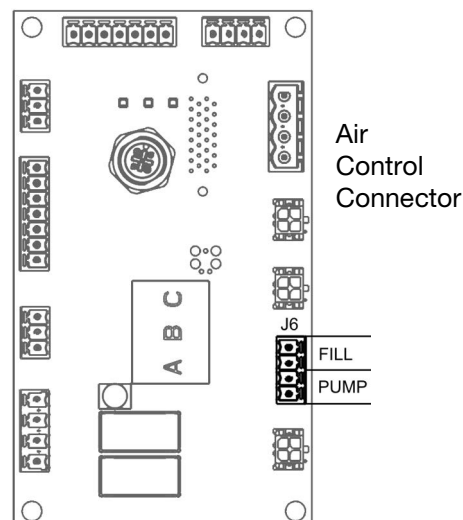 Air
Control
Connector
J6
FILL
PUMP
A B C